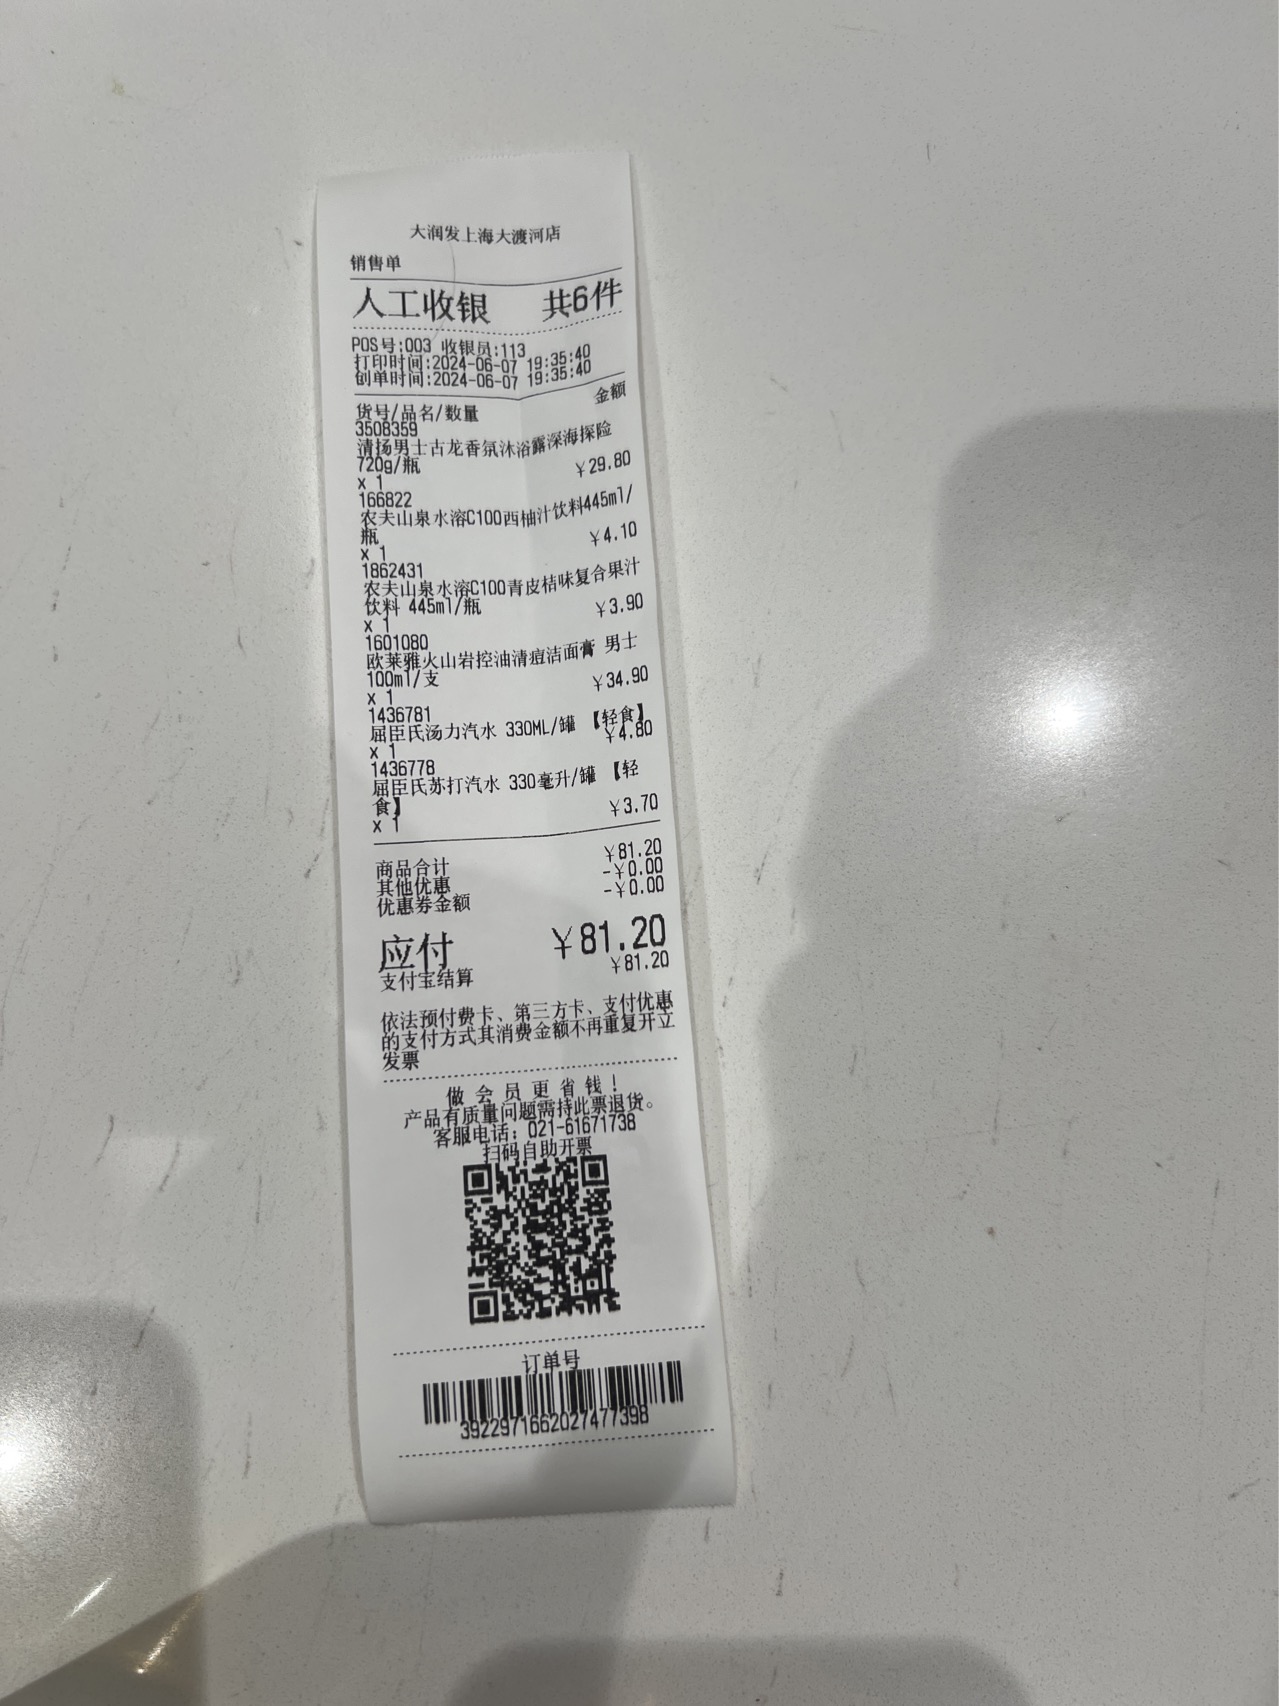 大润发上海大渡河店
销售单
人工收银 共6件
POS号:003 收银员:113
打印时间:2024-06-07 19:35:40
创单时间:2024-06-07 19:35:40
金额
货号/品名/数量
3508359
清扬男士古龙香氛沐浴露深海探险
720g/瓶 ￥29.80
x 1
166822
农夫山泉水溶C100西柚汁饮料445ml/
瓶 ￥4.10
x 1
1862431
农夫山泉水溶C100青皮桔味复合果汁
饮料 445ml/瓶 ￥3.90
x 1
1601080
欧莱雅火山岩控油清痘洁面膏 男士
100ml/支 ￥34.90
x 1
1436781
屈臣氏汤力汽水 330ML/罐 【轻食】
x 1 ￥4.80
1436778
屈臣氏苏打汽水 330毫升/罐 【轻
食】 ￥3.70
x 1
商品合计 ￥81.20
其他优惠 -￥0.00
优惠券金额 -￥0.00
应付 ￥81.20
支付宝结算 ￥81.20
依法预付费卡、第三方卡、支付优惠
的支付方式其消费金额不再重复开立
发票
做会员更省钱！
产品有质量问题需持此票退货。
客服电话：021-61671738
扫码自助开票
订单号
3922971662027477398